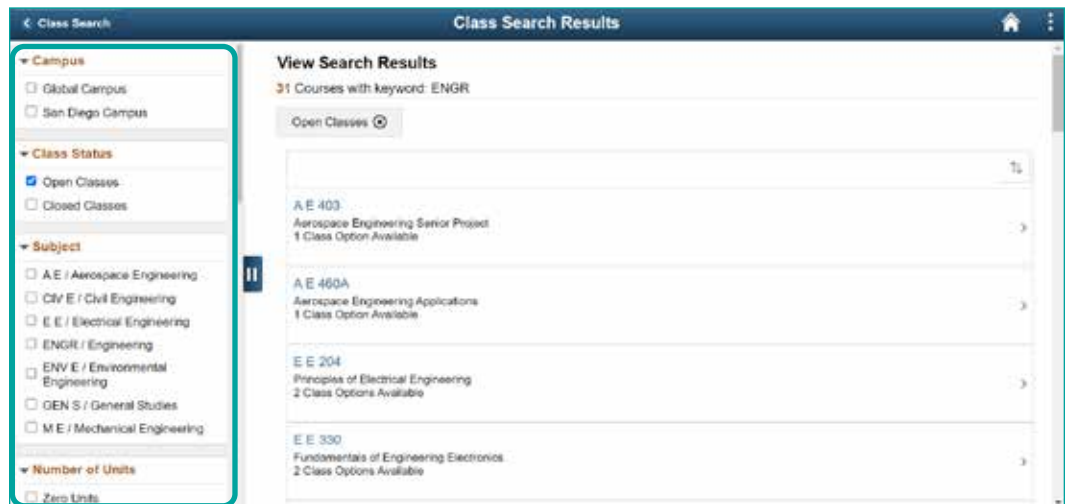 Class Search
Class Search Results
Campus
Global Campus
San Diego Campus
Class Status
Open Classes
Closed Classes
Subject
A E / Aerospace Engineering
CIV E / Civil Engineering
E E / Electrical Engineering
ENGR / Engineering
ENV E / Environmental
Engineering
GEN S / General Studies
M E / Mechanical Engineering
Number of Units
Zero Units
View Search Results
31 Courses with keyword: ENGR
Open Classes
A E 403
Aerospace Engineering Senior Project
1 Class Option Available
A E 460A
Aerospace Engineering Applications
1 Class Option Available
E E 204
Principles of Electrical Engineering
2 Class Options Available
E E 330
Fundamentals of Engineering Electronics
2 Class Options Available